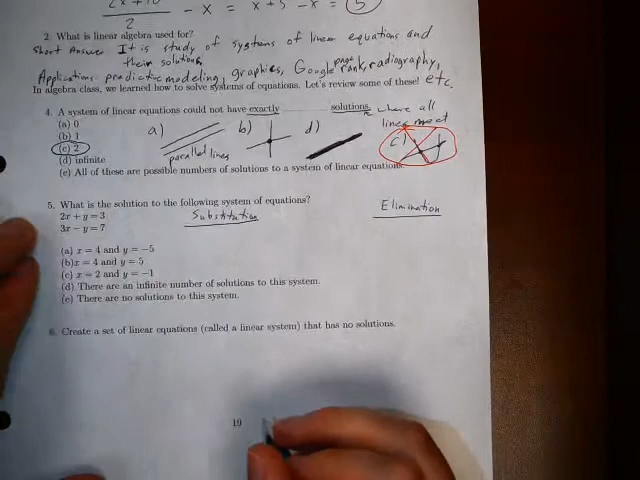 2x+10
2
- x = x+5 -x = 5
2. What is linear algebra used for?
Short Answer It is study of systems of linear equations and
their solutions
Applications: predictive modeling, graphics, Google page rank, radiography, etc.
In algebra class, we learned how to solve systems of equations. Let's review some of these!
4. A system of linear equations could not have exactly solutions. where all
lines meet
(a) 0
(b) 1
(c) 2
(d) infinite
(e) All of these are possible numbers of solutions to a system of linear equations.
a)
parallel lines
b)
d)
c)
5. What is the solution to the following system of equations?
2x + y = 3
3x − y = 7
Substitution
Elimination
(a) x = 4 and y = −5
(b) x = 4 and y = 5
(c) x = 2 and y = −1
(d) There are an infinite number of solutions to this system.
(e) There are no solutions to this system.
6. Create a set of linear equations (called a linear system) that has no solutions.
19